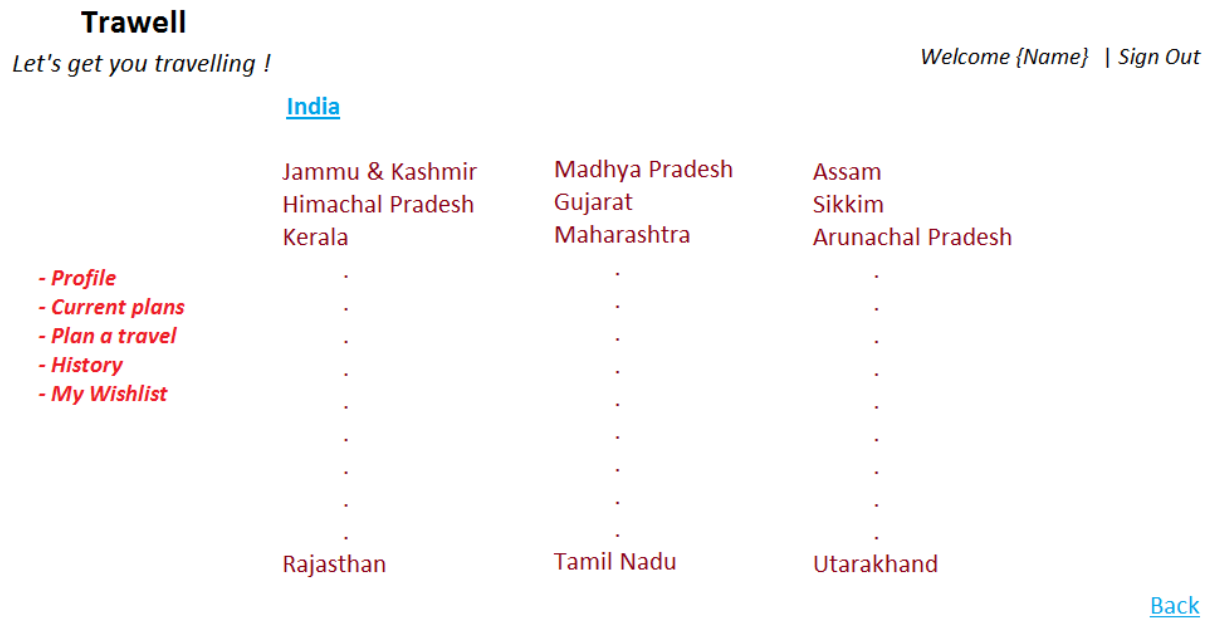 Trawell
Let's get you travelling !
Welcome {Name} | Sign Out
India
Jammu & Kashmir
Himachal Pradesh
Kerala
.
.
.
.
.
.
.
.
.
Rajasthan
Madhya Pradesh
Gujarat
Maharashtra
.
.
.
.
.
.
.
.
.
Tamil Nadu
Assam
Sikkim
Arunachal Pradesh
.
.
.
.
.
.
.
.
.
Utarakhand
- Profile
- Current plans
- Plan a travel
- History
- My Wishlist
Back